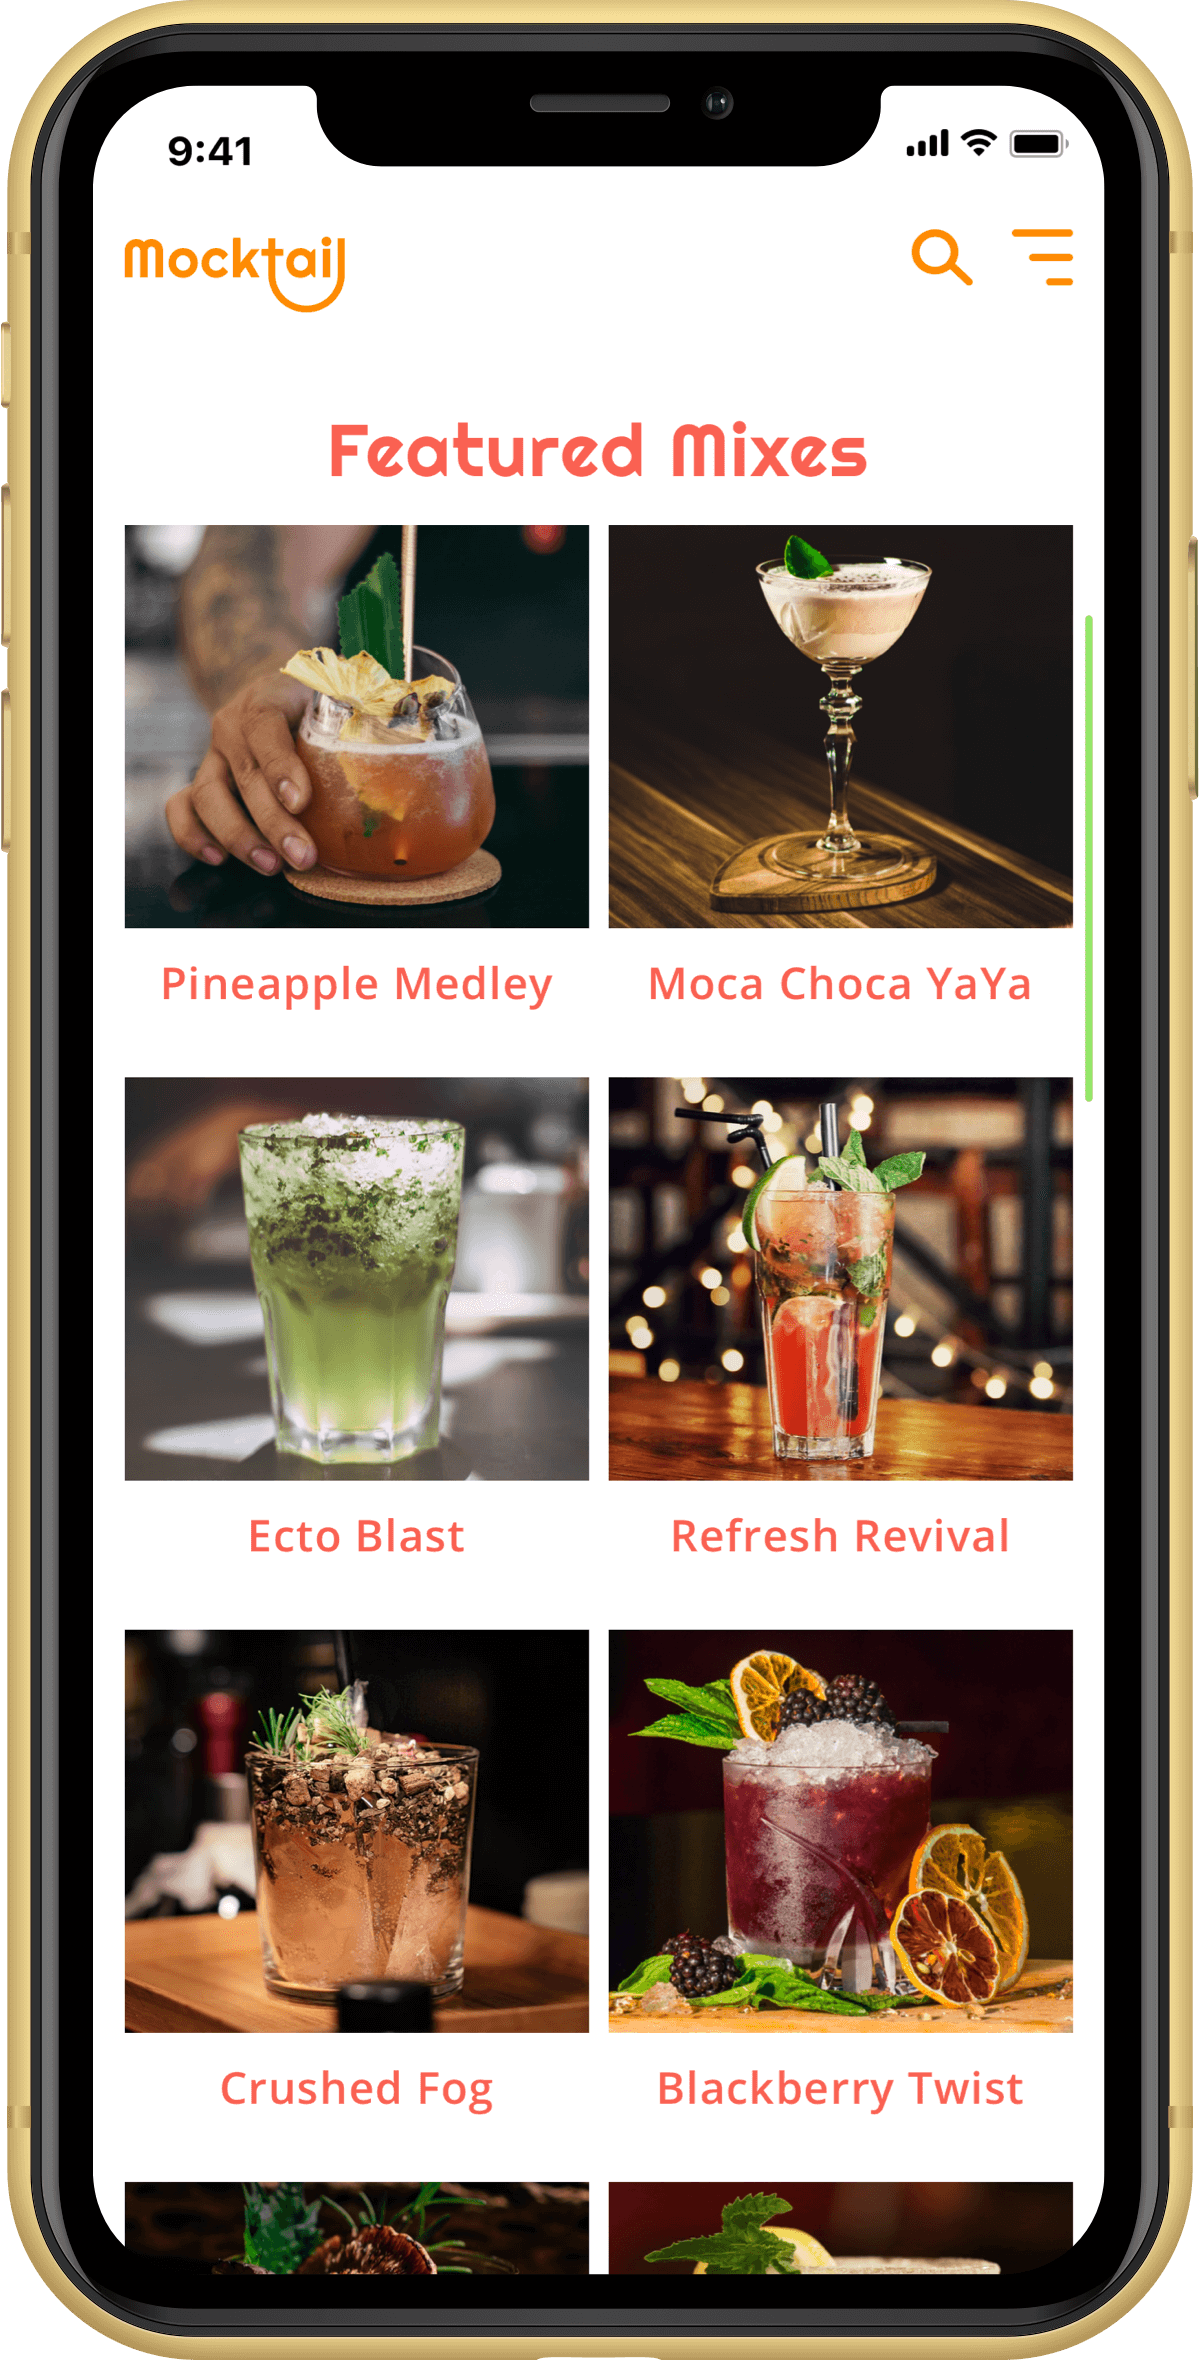 9:41
Mocktail
Featured Mixes
Pineapple Medley
Moca Choca YaYa
Ecto Blast
Refresh Revival
Crushed Fog
Blackberry Twist